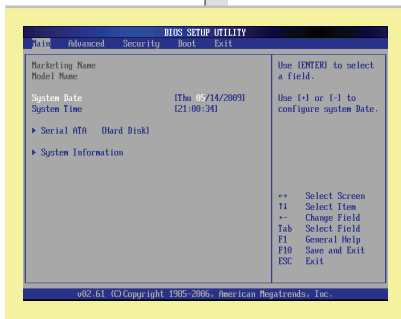 BIOS SETUP UTILITY
Main Advanced Security Boot Exit
Marketing Name
Model Name
System Date [Thu 05/14/2009]
System Time [21:00:34]
▶ Serial ATA [Hard Disk]
▶ System Information
Use [ENTER] to select
a field.
Use [+] or [-] to
configure system Date.
↔ Select Screen
↑↓ Select Item
+- Change Field
Tab Select Field
F1 General Help
F10 Save and Exit
ESC Exit
v02.61 (C)Copyright 1985-2006, American Megatrends, Inc.